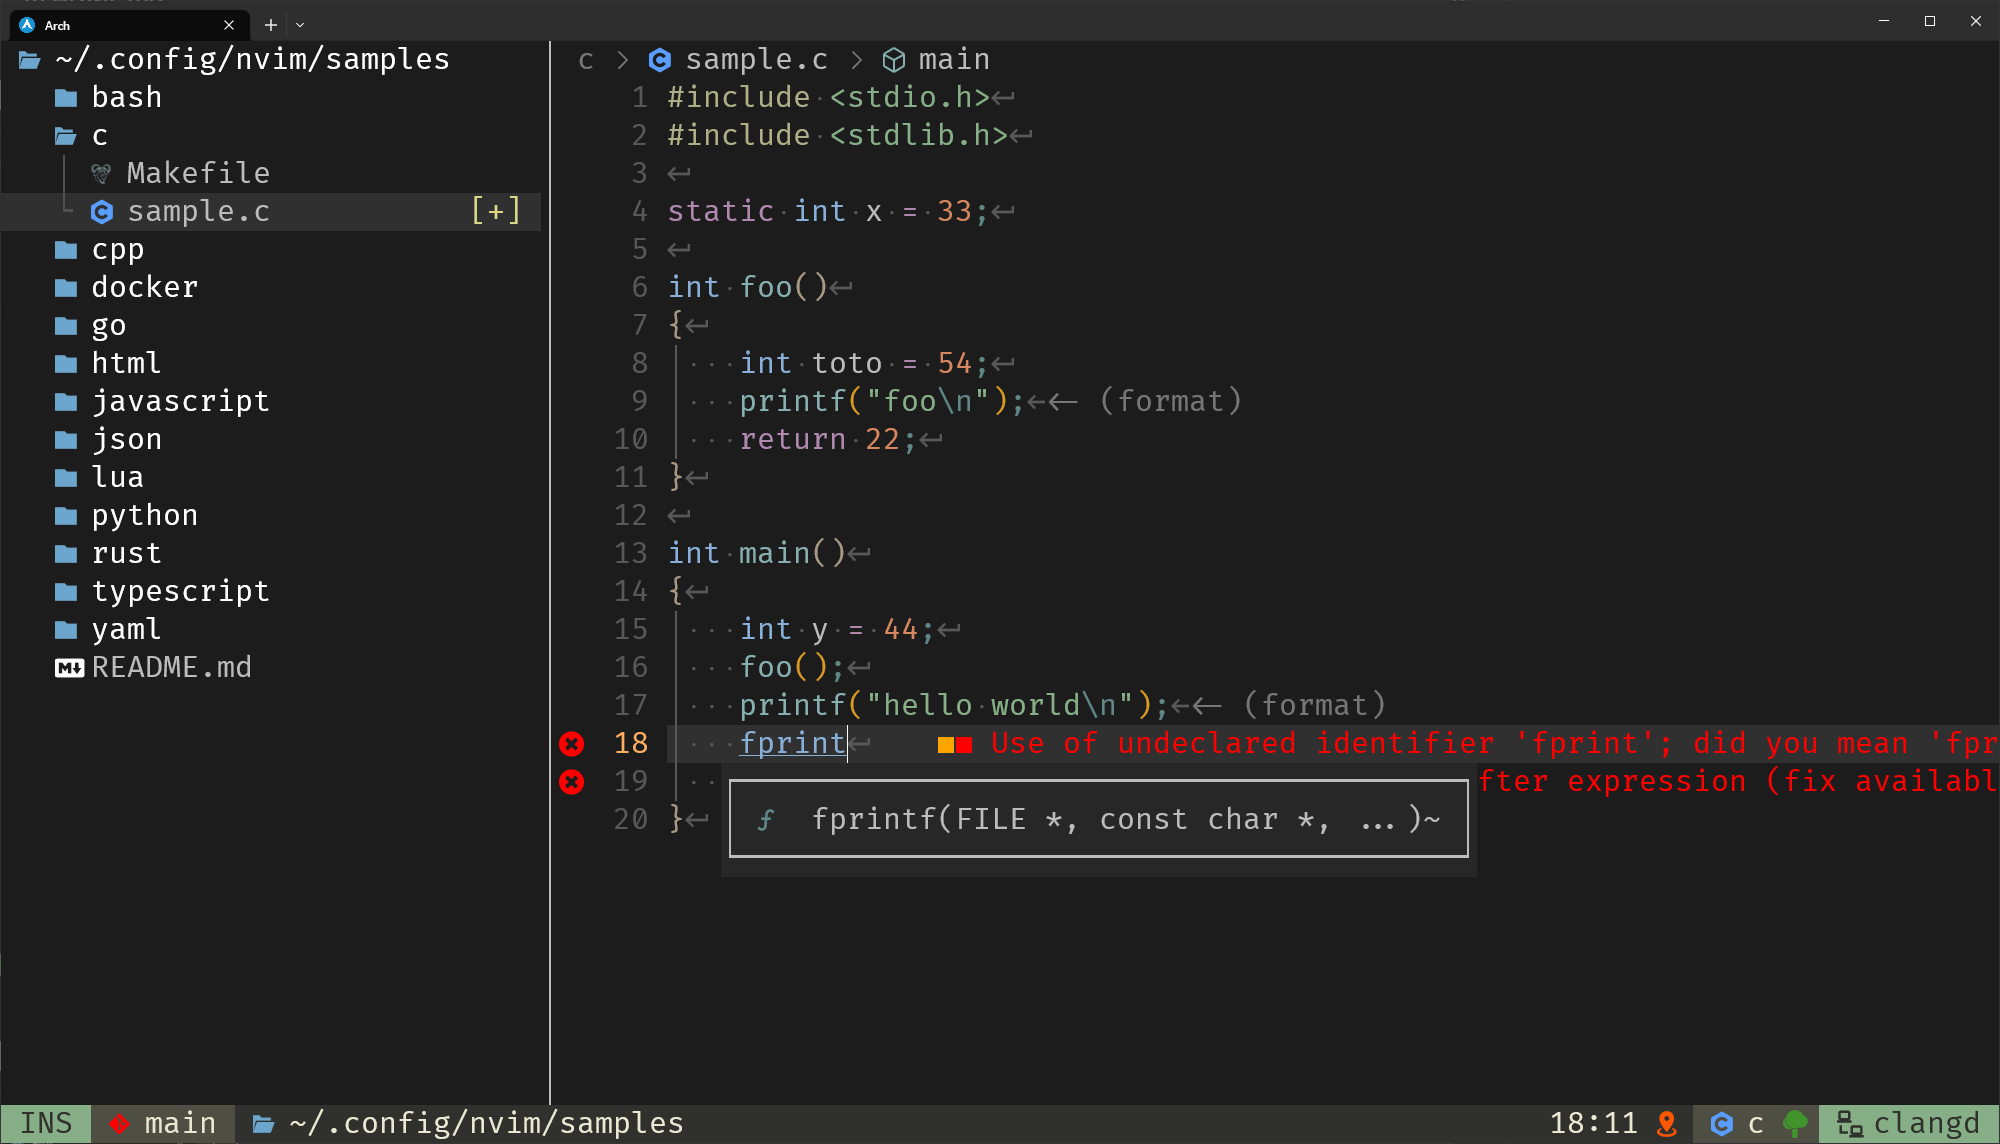 Arch
~/.config/nvim/samples
bash
c
Makefile
sample.c [+]
cpp
docker
go
html
javascript
json
lua
python
rust
typescript
yaml
README.md
c > sample.c > main
1 #include <stdio.h>
2 #include <stdlib.h>
3
4 static int x = 33;
5
6 int foo()
7 {
8 int toto = 54;
9 printf("foo\n"); ← (format)
10 return 22;
11 }
12
13 int main()
14 {
15 int y = 44;
16 foo();
17 printf("hello world\n"); ← (format)
18 fprint Use of undeclared identifier 'fprint'; did you mean 'fpr
19 fter expression (fix availabl
20 }
fprintf(FILE *, const char *, ...)~
INS main ~/.config/nvim/samples 18:11 c clangd